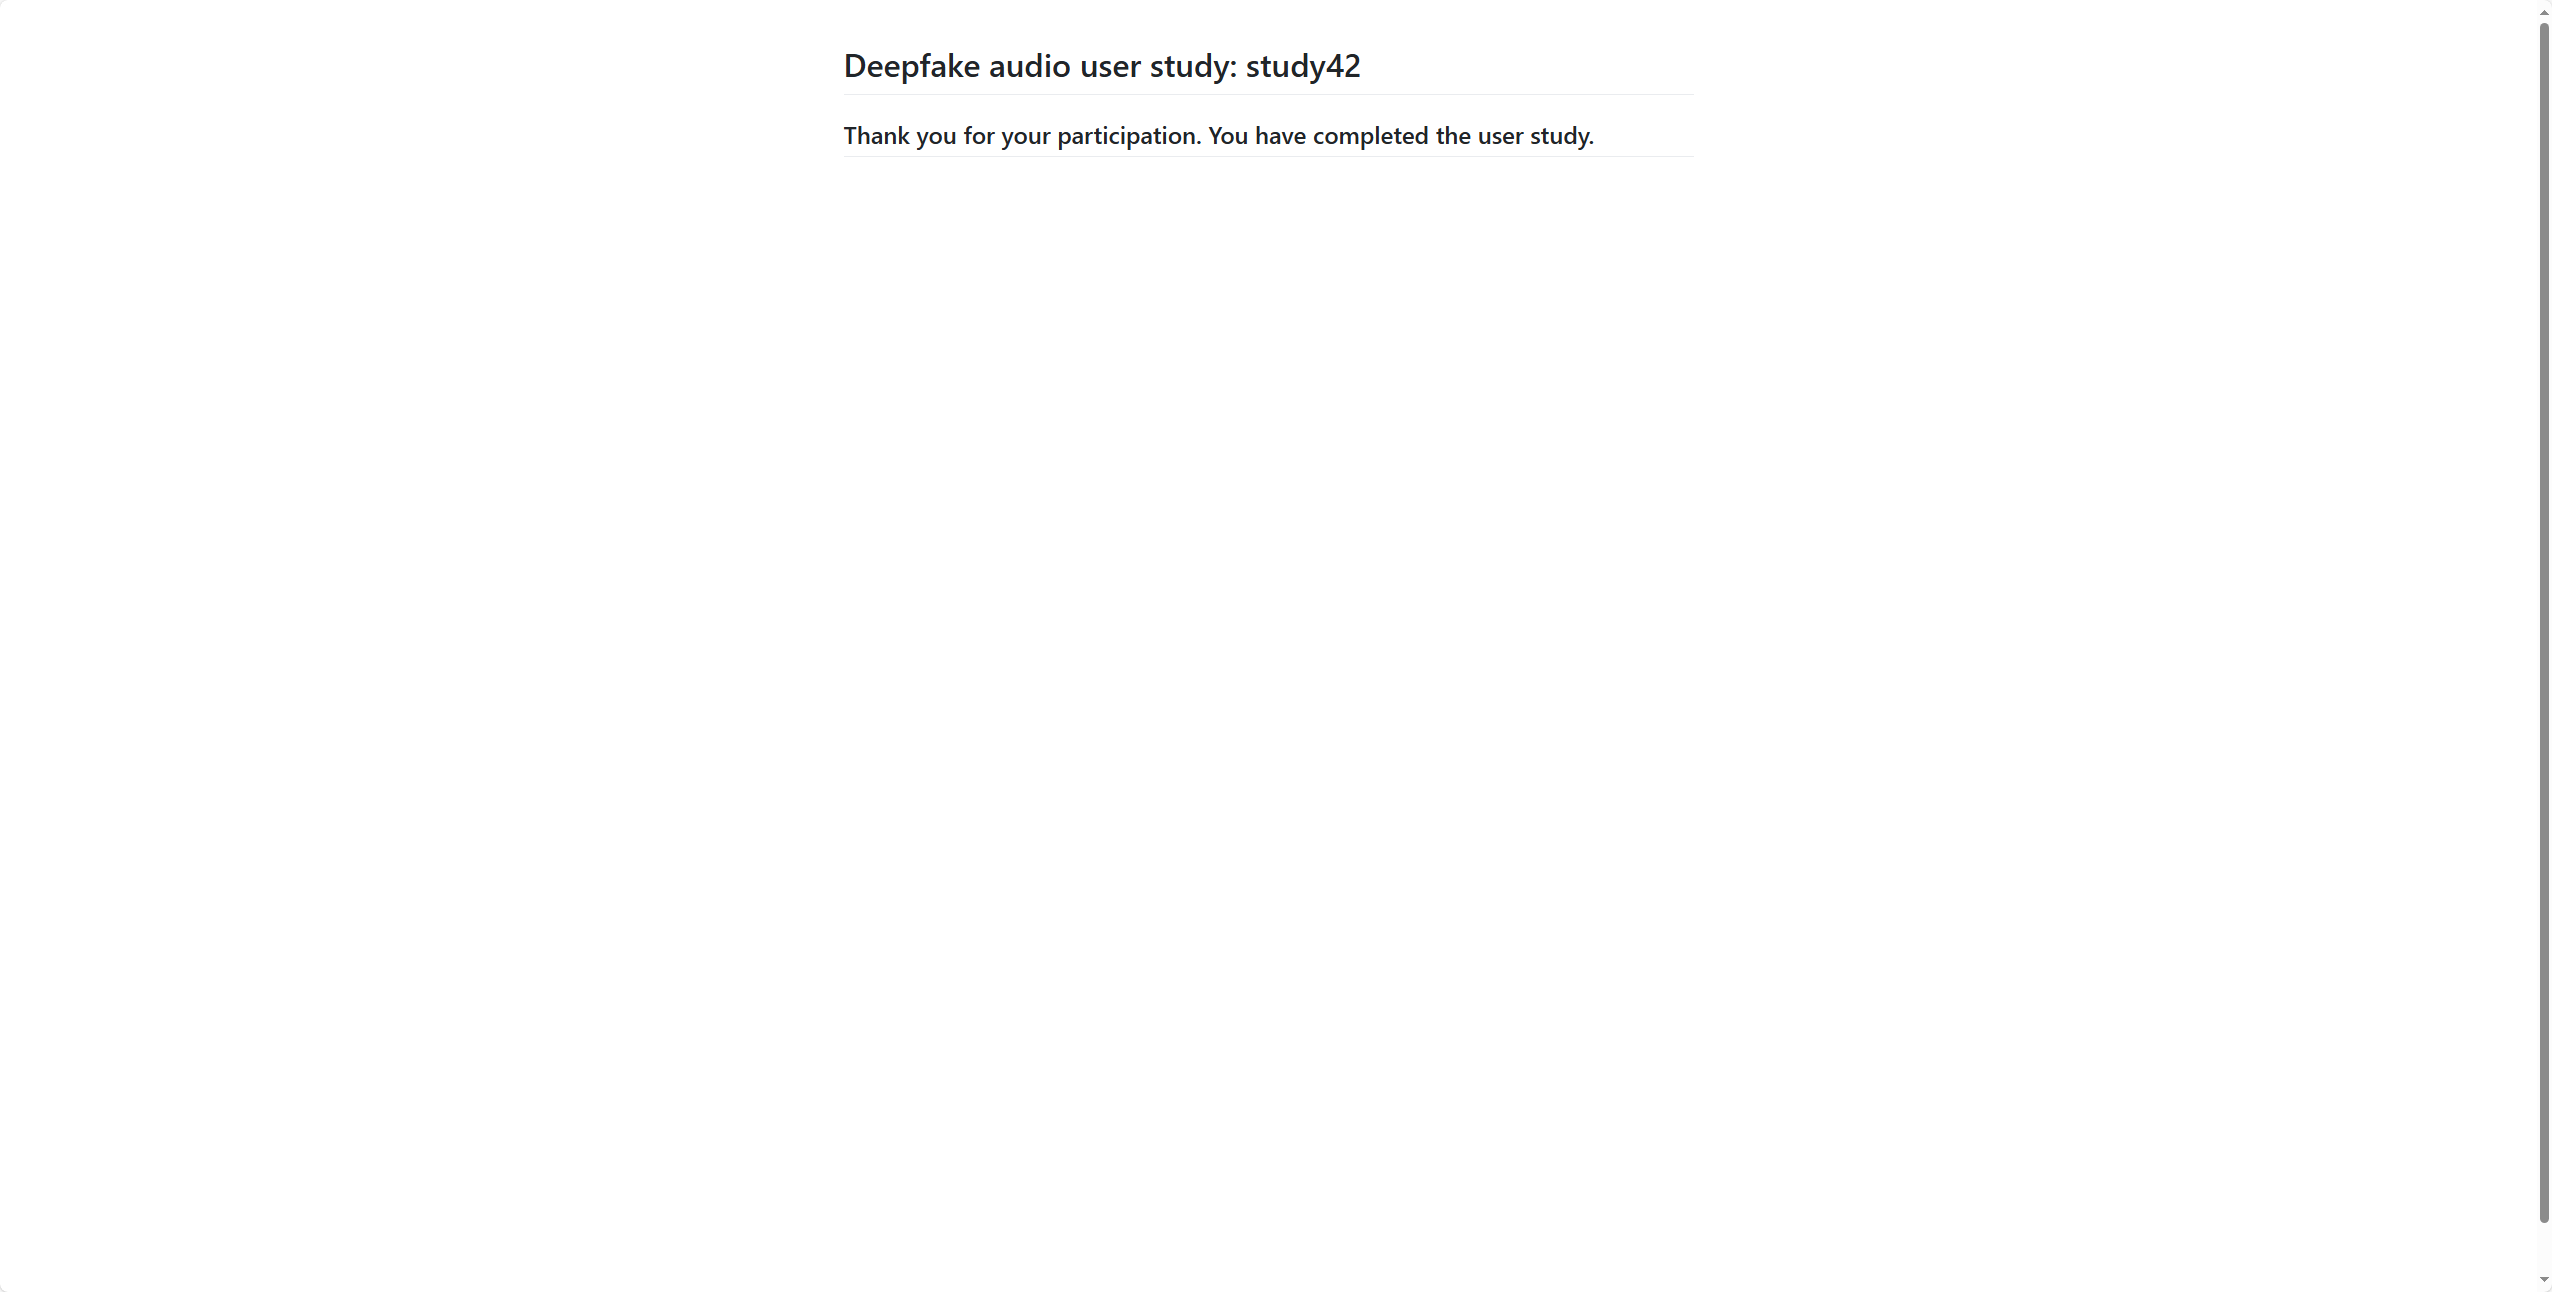 Deepfake audio user study: study42
Thank you for your participation. You have completed the user study.